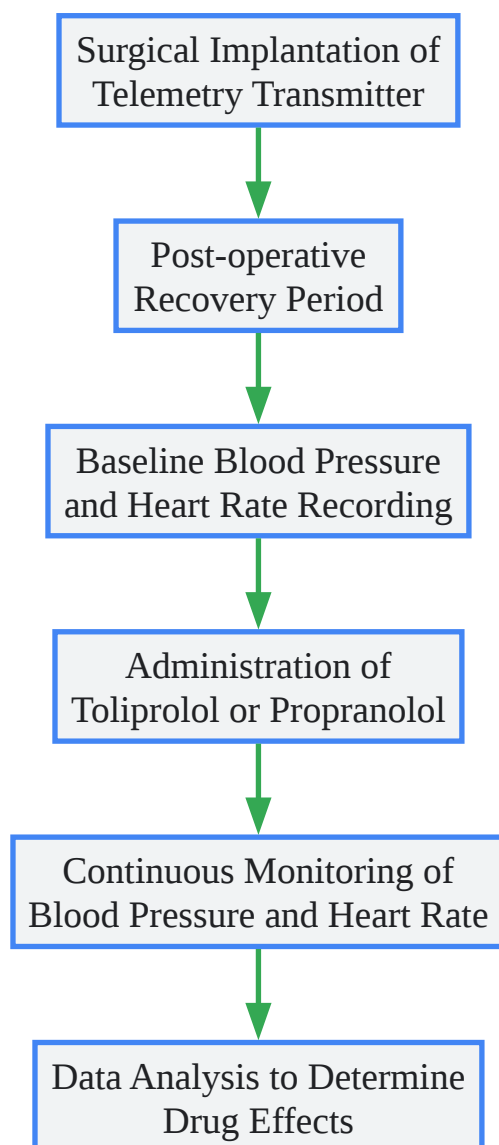 Surgical Implantation of
Telemetry Transmitter
Post-operative
Recovery Period
Baseline Blood Pressure
and Heart Rate Recording
Administration of
Toliprolol or Propranolol
Continuous Monitoring of
Blood Pressure and Heart Rate
Data Analysis to Determine
Drug Effects